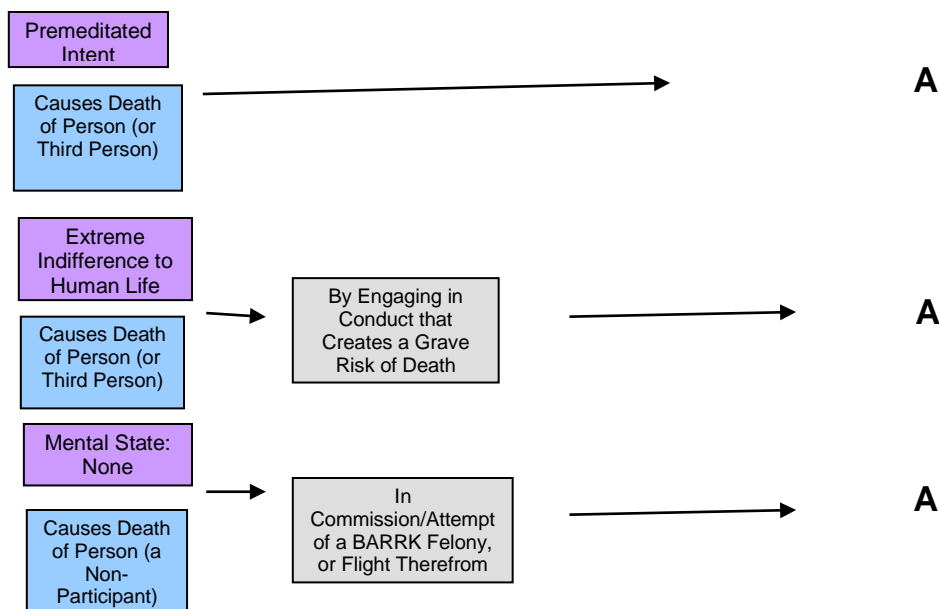 Premeditated
Intent
A
Causes Death
of Person (or
Third Person)
Extreme
Indifference to
Human Life
By Engaging in
Conduct that
Creates a Grave
Risk of Death
A
Causes Death
of Person (or
Third Person)
Mental State:
None
In
Commission/Attempt
of a BARRK Felony,
or Flight Therefrom
A
Causes Death
of Person (a
Non-
Participant)